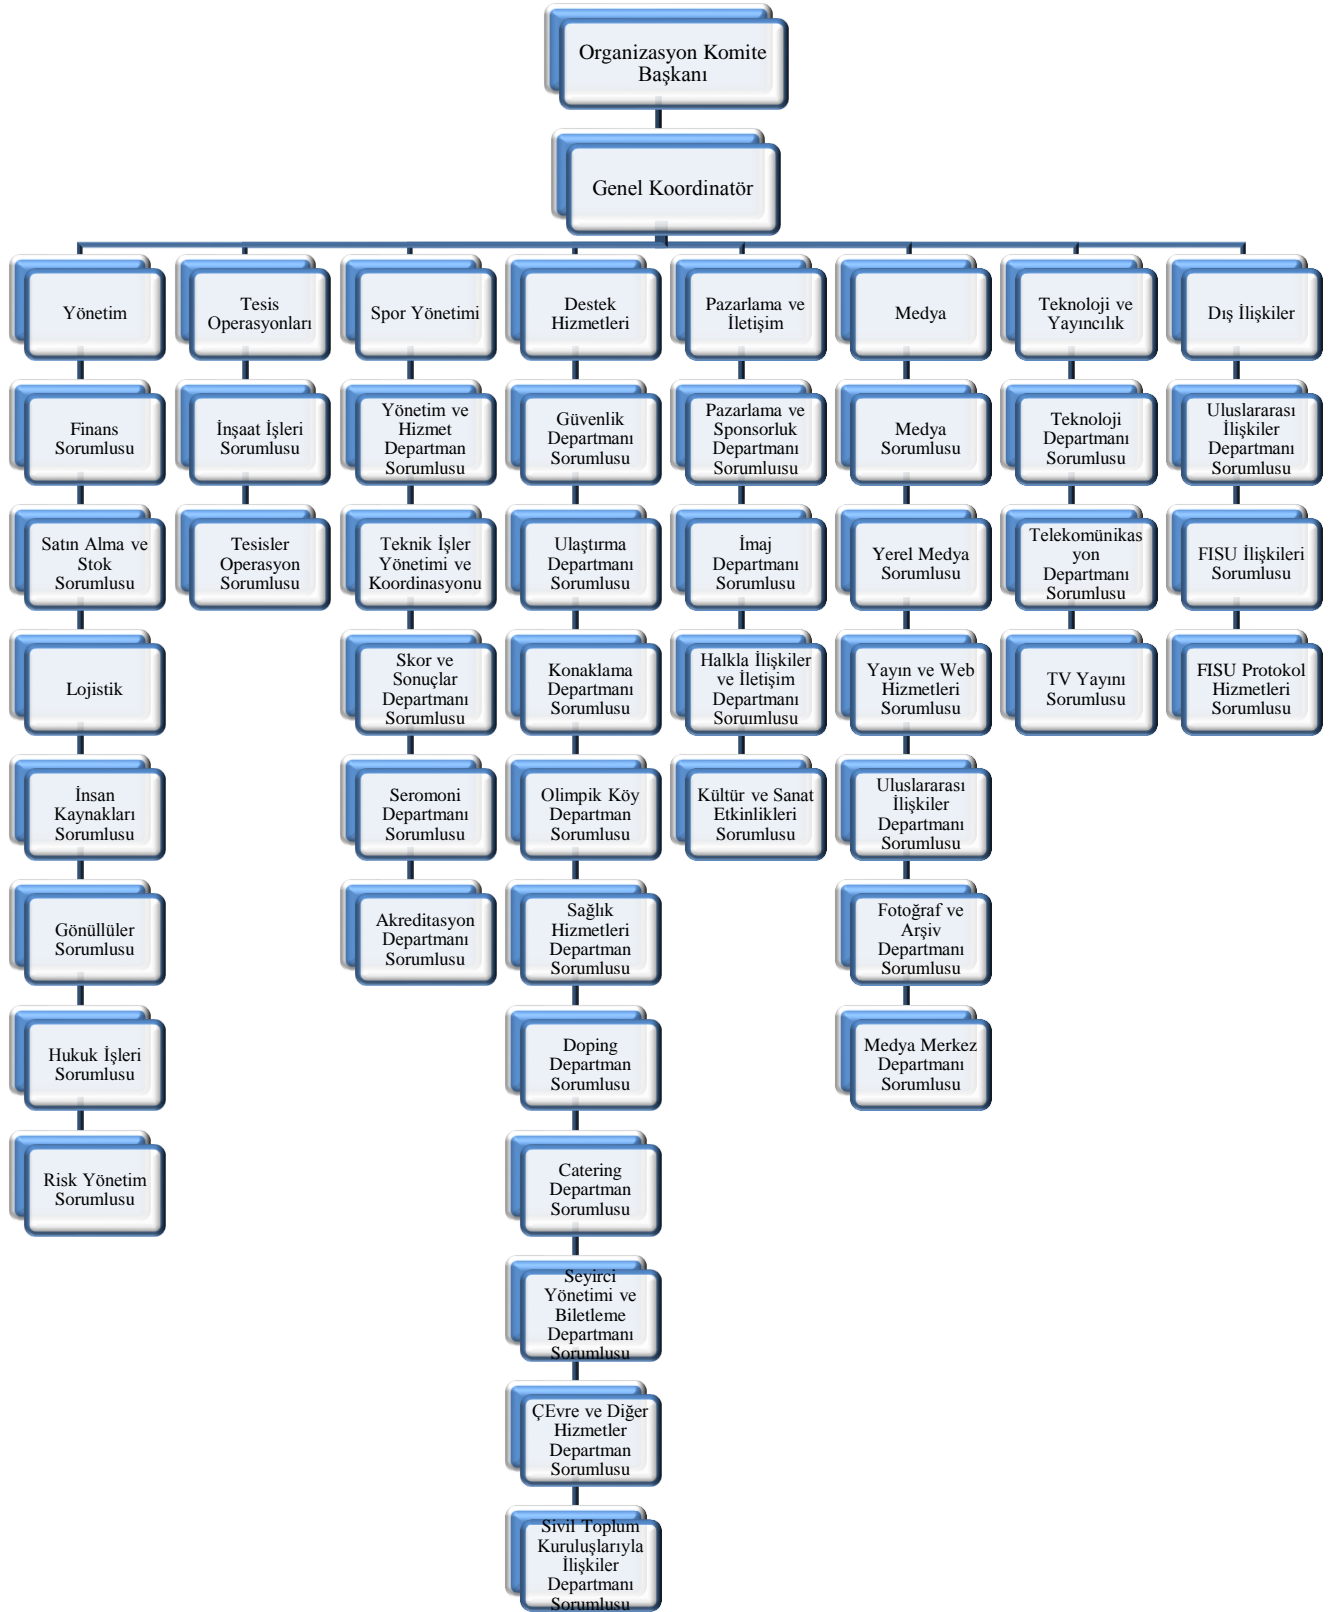 Organizasyon Komite
Başkanı
Genel Koordinatör
Yönetim
Finans
Sorumlusu
Satın Alma ve
Stok
Sorumlusu
Lojistik
İnsan
Kaynakları
Sorumlusu
Gönüllüler
Sorumlusu
Hukuk İşleri
Sorumlusu
Risk Yönetim
Sorumlusu
Tesis
Operasyonları
İnşaat İşleri
Sorumlusu
Tesisler
Operasyon
Sorumlusu
Spor Yönetimi
Yönetim ve
Hizmet
Departman
Sorumlusu
Teknik İşler
Yönetimi ve
Koordinasyonu
Skor ve
Sonuçlar
Departmanı
Sorumlusu
Seromoni
Departmanı
Sorumlusu
Akreditasyon
Departmanı
Sorumlusu
Destek
Hizmetleri
Güvenlik
Departmanı
Sorumlusu
Ulaştırma
Departmanı
Sorumlusu
Konaklama
Departmanı
Sorumlusu
Olimpik Köy
Departman
Sorumlusu
Sağlık
Hizmetleri
Departman
Sorumlusu
Doping
Departman
Sorumlusu
Catering
Departman
Sorumlusu
Seyirci
Yönetimi ve
Biletleme
Departmanı
Sorumlusu
ÇEvre ve Diğer
Hizmetler
Departman
Sorumlusu
Sivil Toplum
Kuruluşlarıyla
İlişkiler
Departmanı
Sorumlusu
Pazarlama ve
İletişim
Pazarlama ve
Sponsorluk
Departmanı
Sorumluısu
İmaj
Departmanı
Sorumlusu
Halkla İlişkiler
ve İletişim
Departmanı
Soruımlusu
Kültür ve Sanat
Etkinlikleri
Sorumlusu
Medya
Medya
Sorumlusu
Yerel Medya
Sorumlusu
Yayın ve Web
Hizmetleri
Sorumlusu
Uluslararası
İlişkiler
Departmanı
Sorumlusu
Fotoğraf ve
Arşiv
Departmanı
Sorumlusu
Medya Merkez
Departmanı
Sorumlusu
Teknoloji ve
Yayıncılık
Teknoloji
Departmanı
Sorumlusu
Telekomünikas
yon
Departmanı
Sorumlusu
TV Yayını
Sorumlusu
Dış İlişkiler
Uluslararası
İlişkiler
Departmanı
Sorumlusu
FISU İlişkileri
Sorumlusu
FISU Protokol
Hizmetleri
Sorumlusu